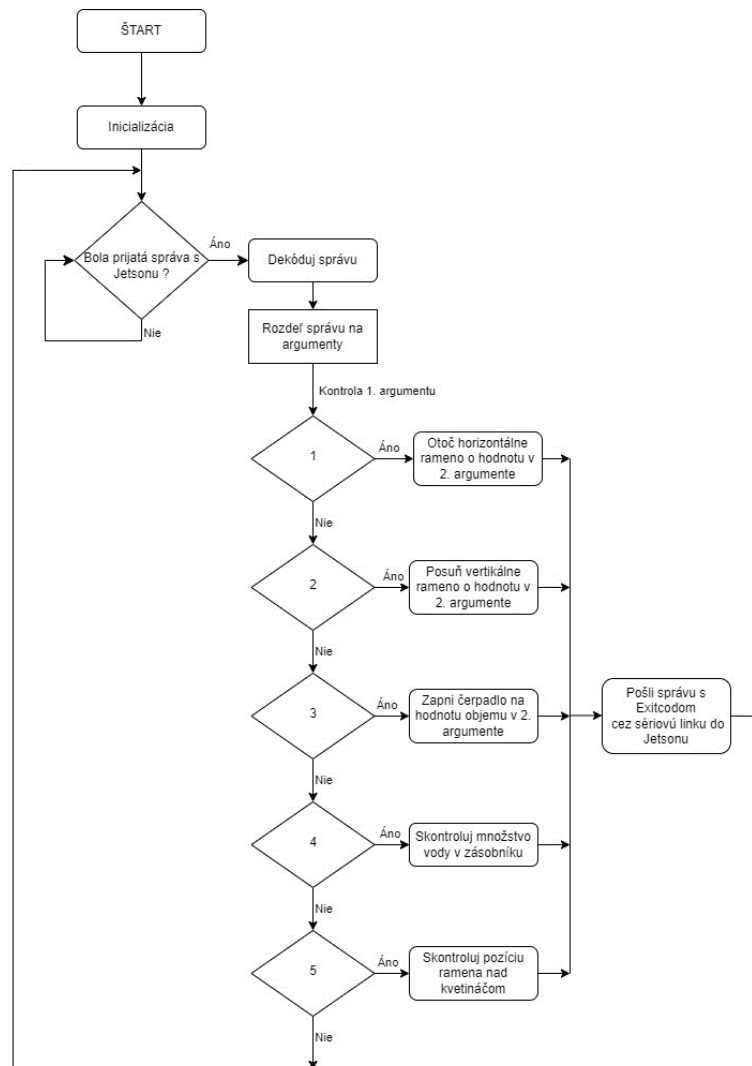 ŠTART
Inicializácia
Bola prijatá správa s
Jetsonu ?
Áno
Nie
Dekóduj správu
Rozdeľ správu na
argumenty
Kontrola 1. argumentu
1
Áno
Otoč horizontálne
rameno o hodnotu v
2. argumente
Nie
2
Áno
Posuň vertikálne
rameno o hodnotu v
2. argumente
Nie
3
Áno
Zapni čerpadlo na
hodnotu objemu v 2.
argumente
Pošli správu s
Exitcodom
cez sériovú linku do
Jetsonu
Nie
4
Áno
Skontroluj množstvo
vody v zásobníku
Nie
5
Áno
Skontroluj pozíciu
ramena nad
kvetináčom
Nie